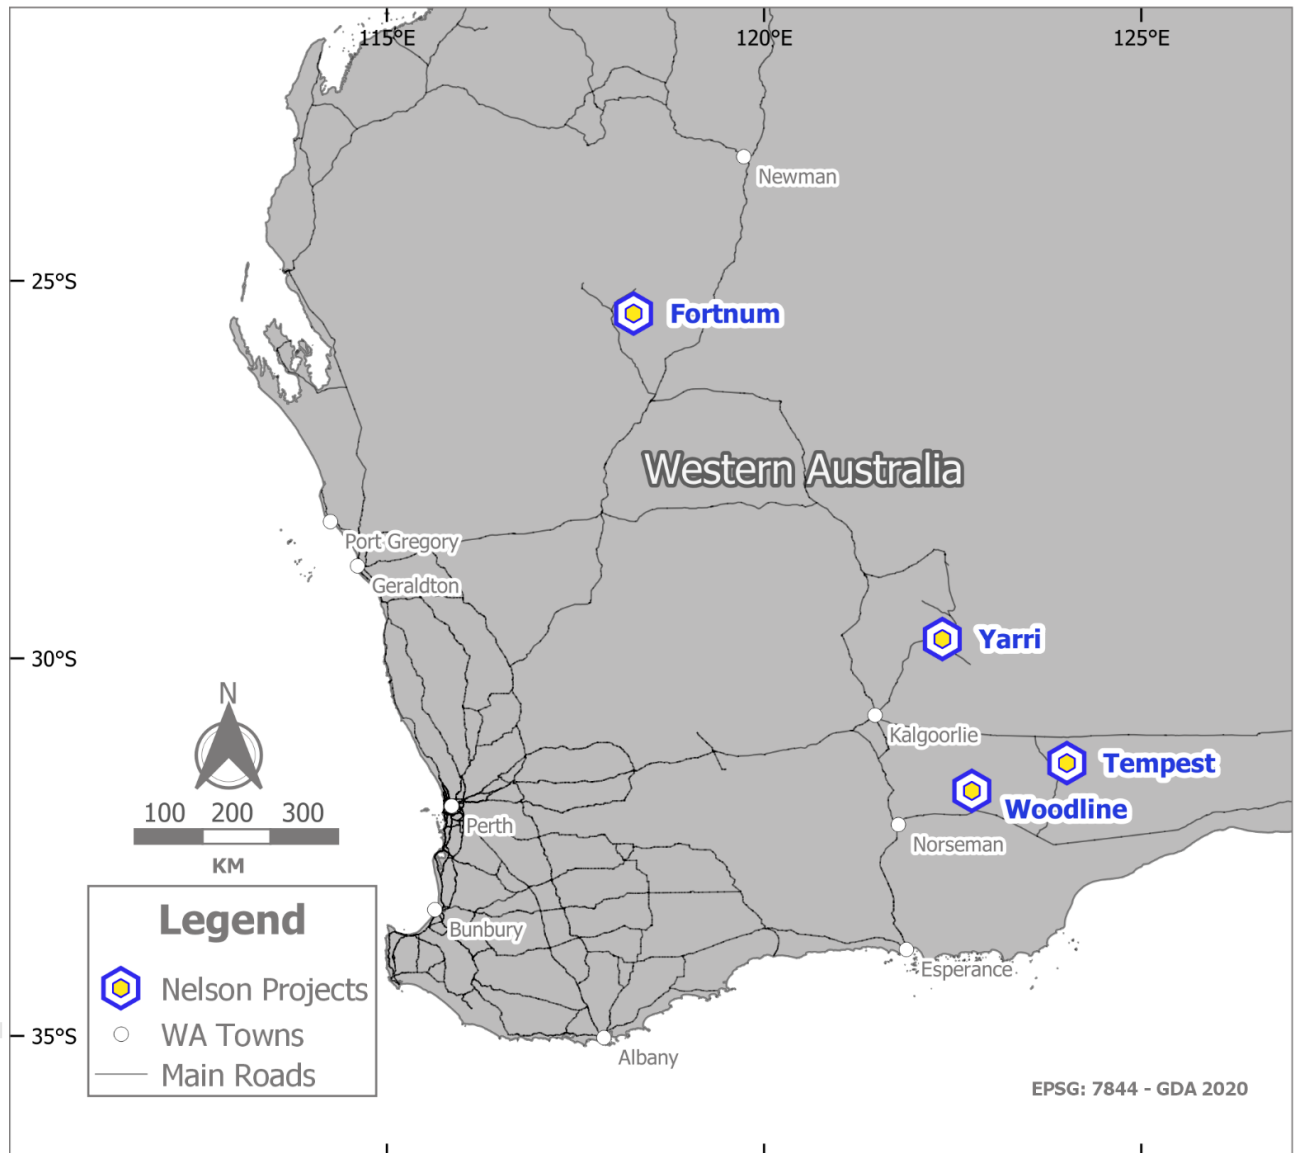 115°E 120°E 125°E
Newman
25°S
Fortnum
Western Australia
Port Gregory
Geraldton
Yarri
30°S
N
Kalgoorlie
Tempest
Woodline
100 200 300
KM
Perth
Norseman
Legend
Nelson Projects
WA Towns
Main Roads
Bunbury
Esperance
35°S
Albany
EPSG: 7844 - GDA 2020